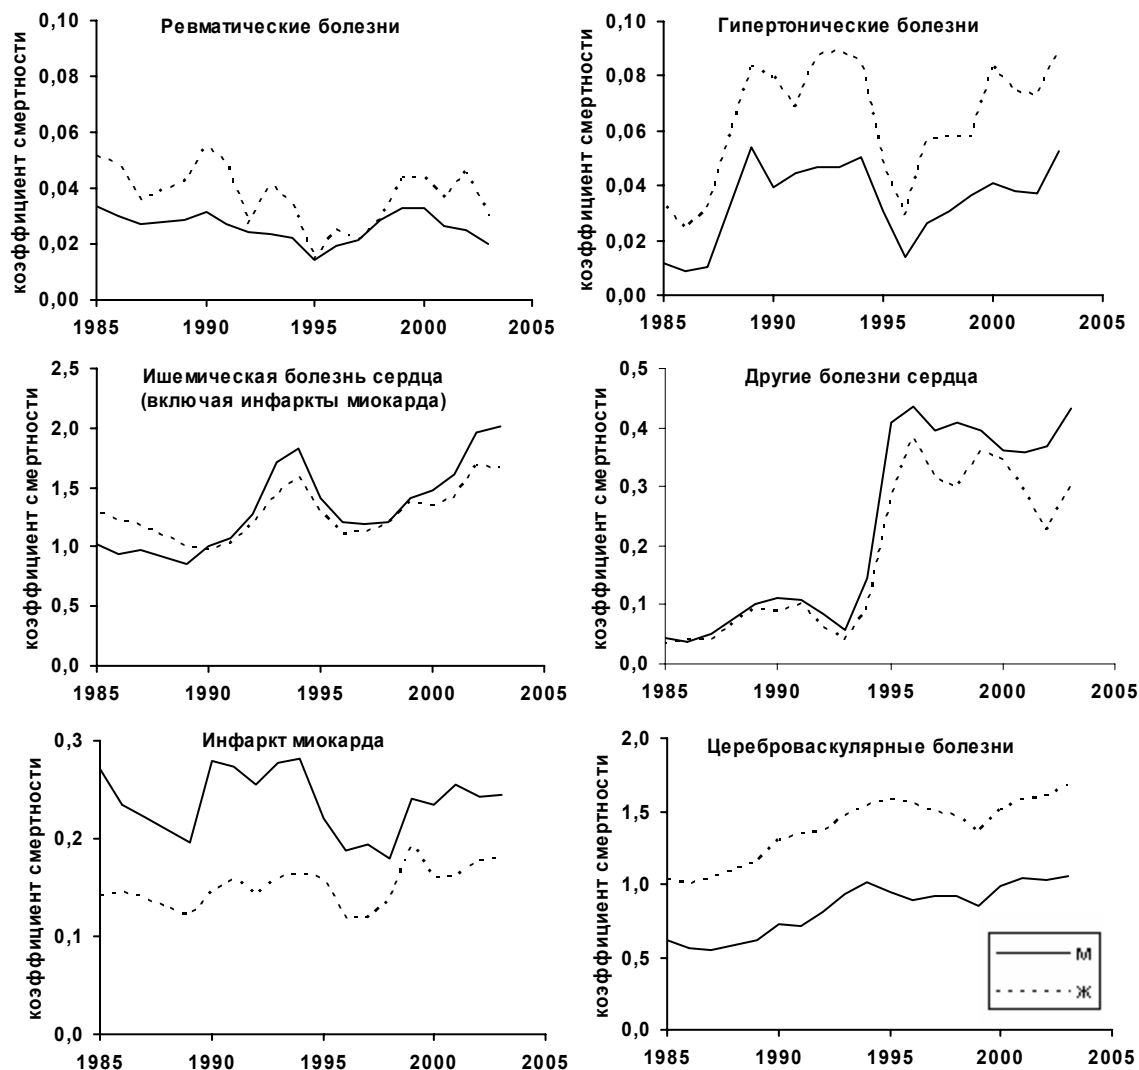 Ревматические болезни
коэффициент смертности
0,10
0,08
0,06
0,04
0,02
0,00
1985 1990 1995 2000 2005
Гипертонические болезни
коэффициент смертности
0,10
0,08
0,06
0,04
0,02
0,00
1985 1990 1995 2000 2005
Ишемическая болезнь сердца
(включая инфаркты миокарда)
коэффициент смертности
2,5
2,0
1,5
1,0
0,5
0,0
1985 1990 1995 2000 2005
Другие болезни сердца
коэффициент смертности
0,5
0,4
0,3
0,2
0,1
0,0
1985 1990 1995 2000 2005
Инфаркт миокарда
коэффициент смертности
0,3
0,2
0,1
0,0
1985 1990 1995 2000 2005
Цереброваскулярные болезни
коэффициент смертности
2,0
1,5
1,0
0,5
0,0
1985 1990 1995 2000 2005
М
Ж